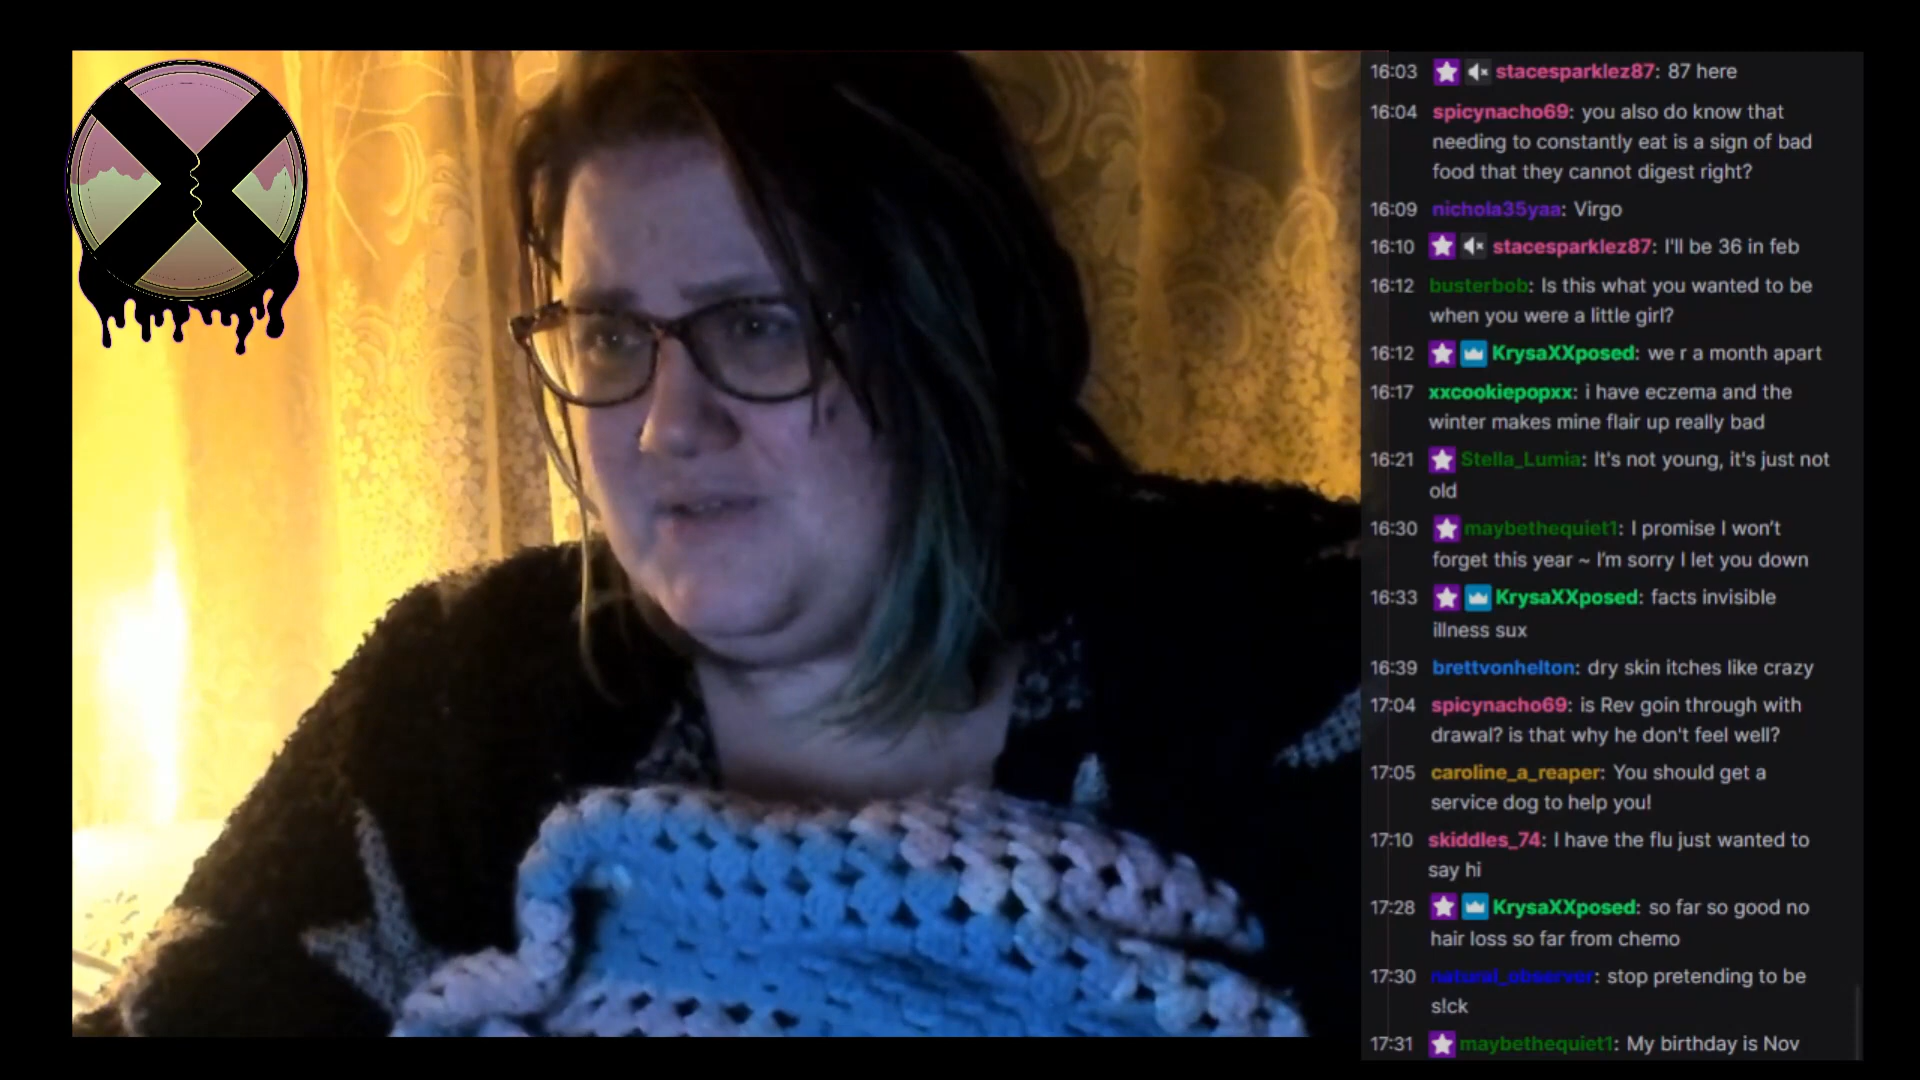 16:03 stacesparklez87: 87 here
16:04 spicynacho69: you also do know that
needing to constantly eat is a sign of bad
food that they cannot digest right?
16:09 nichola35yaa: Virgo
16:10 stacesparklez87: I'll be 36 in feb
16:12 busterbob: Is this what you wanted to be
when you were a little girl?
16:12 KrysaXXposed: we r a month apart
16:17 xxcookiepopxx: i have eczema and the
winter makes mine flair up really bad
16:21 Stella_Lumia: It's not young, it's just not
old
16:30 maybethequiet1: I promise I won't
forget this year ~ I'm sorry I let you down
16:33 KrysaXXposed: facts invisible
illness sux
16:39 brettvonhelton: dry skin itches like crazy
17:04 spicynacho69: is Rev goin through with
drawal? is that why he don't feel well?
17:05 caroline_a_reaper: You should get a
service dog to help you!
17:10 skiddles_74: I have the flu just wanted to
say hi
17:28 KrysaXXposed: so far so good no
hair loss so far from chemo
17:30 natural_observer: stop pretending to be
s!ck
17:31 maybethequiet1: My birthday is Nov